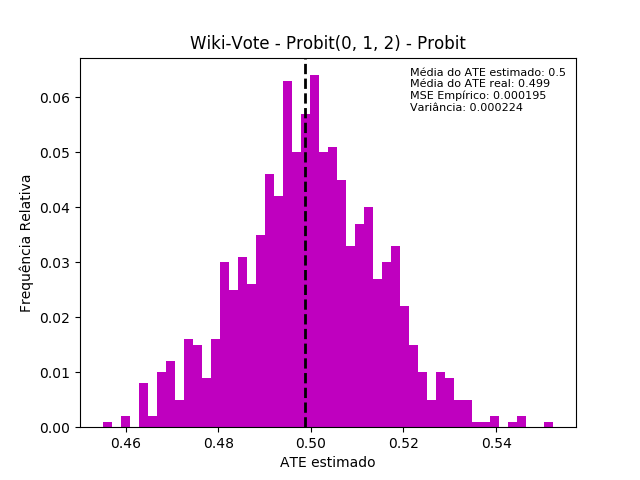 Wiki-Vote - Probit(0, 1, 2) - Probit
Média do ATE estimado: 0.5
Média do ATE real: 0.499
MSE Empírico: 0.000195
Variância: 0.000224
Frequência Relativa
0.06
0.05
0.04
0.03
0.02
0.01
0.00
0.46 0.48 0.50 0.52 0.54
ATE estimado